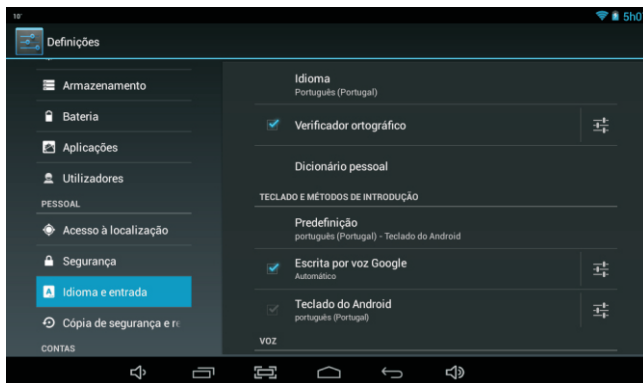 10'
5h0
Definições
Armazenamento
Bateria
Aplicações
Utilizadores
PESSOAL
Acesso à localização
Segurança
Idioma e entrada
Cópia de segurança e re
CONTAS
Idioma
Português (Portugal)
Verificador ortográfico
Dicionário pessoal
TECLADO E MÉTODOS DE INTRODUÇÃO
Predefinição
português (Portugal) - Teclado do Android
Escrita por voz Google
Automático
Teclado do Android
português (Portugal)
VOZ